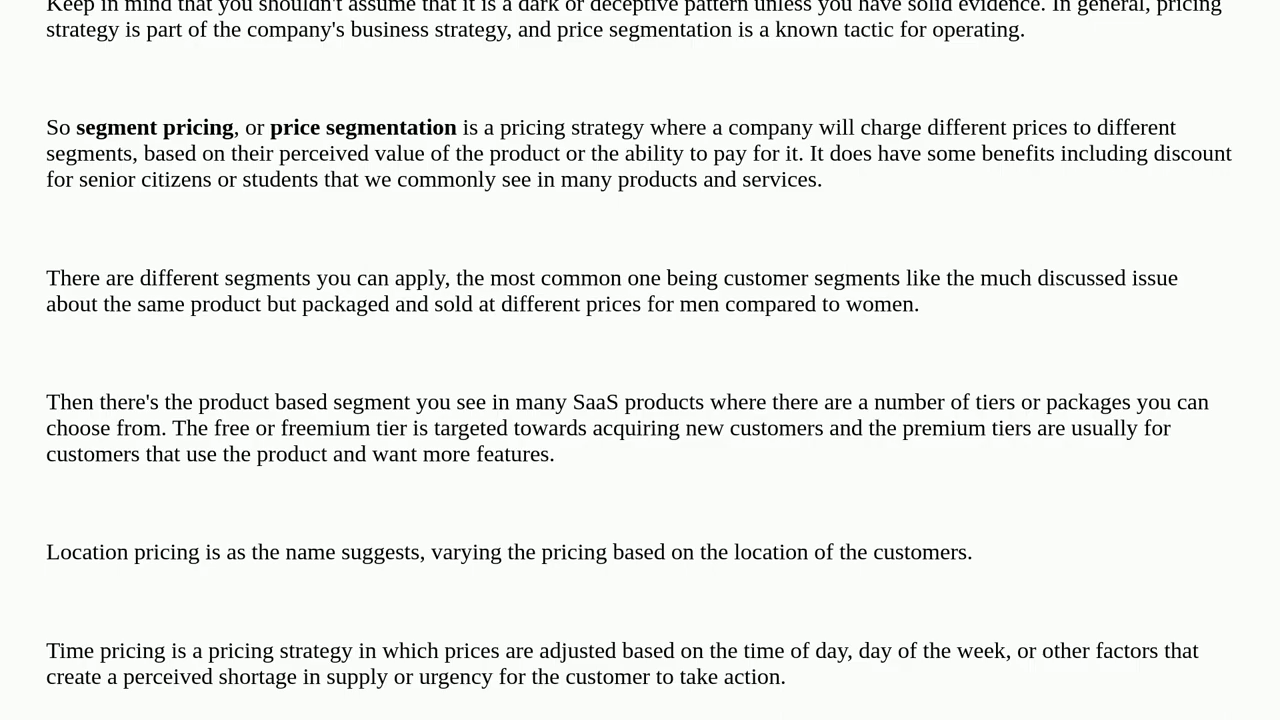 Keep in mind that you shouldn't assume that it is a dark or deceptive pattern unless you have solid evidence. In general, pricing
strategy is part of the company's business strategy, and price segmentation is a known tactic for operating.
So segment pricing, or price segmentation is a pricing strategy where a company will charge different prices to different
segments, based on their perceived value of the product or the ability to pay for it. It does have some benefits including discount
for senior citizens or students that we commonly see in many products and services.
There are different segments you can apply, the most common one being customer segments like the much discussed issue
about the same product but packaged and sold at different prices for men compared to women.
Then there's the product based segment you see in many SaaS products where there are a number of tiers or packages you can
choose from. The free or freemium tier is targeted towards acquiring new customers and the premium tiers are usually for
customers that use the product and want more features.
Location pricing is as the name suggests, varying the pricing based on the location of the customers.
Time pricing is a pricing strategy in which prices are adjusted based on the time of day, day of the week, or other factors that
create a perceived shortage in supply or urgency for the customer to take action.